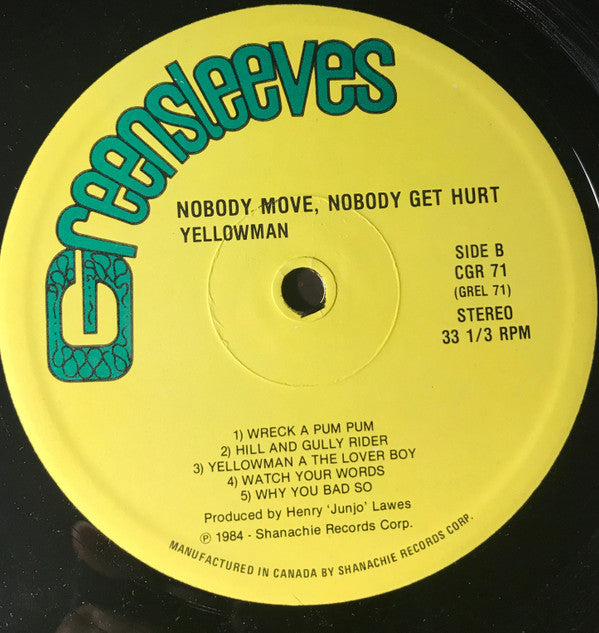 Greensleeves
NOBODY MOVE, NOBODY GET HURT
YELLOWMAN
SIDE B
CGR 71
(GREL 71)
STEREO
33 1/3 RPM
1) WRECK A PUM PUM
2) HILL AND GULLY RIDER
3) YELLOWMAN A THE LOVER BOY
4) WATCH YOUR WORDS
5) WHY YOU BAD SO
Produced by Henry 'Junjo' Lawes
℗ 1984 - Shanachie Records Corp.
MANUFACTURED IN CANADA BY SHANACHIE RECORDS CORP.